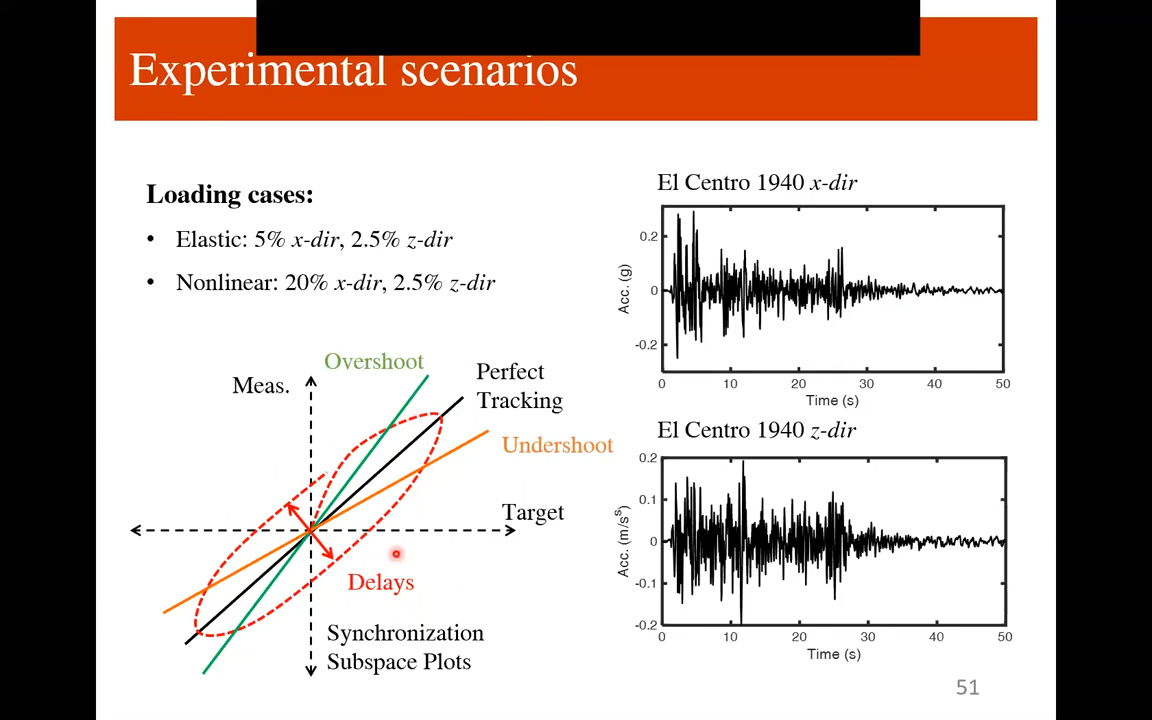 Experimental scenarios
Loading cases:
• Elastic: 5% x-dir, 2.5% z-dir
• Nonlinear: 20% x-dir, 2.5% z-dir
Overshoot
Meas.
Perfect
Tracking
Undershoot
Target
Delays
Synchronization
Subspace Plots
El Centro 1940 x-dir
Acc. (g)
0.2
0
-0.2
0 10 20 30 40 50
Time (s)
El Centro 1940 z-dir
Acc. (m/s^s)
0.2
0.1
0
-0.1
-0.2
0 10 20 30 40 50
Time (s)
51